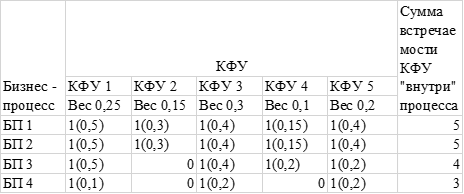 КФУ
Сумма встречае мости КФУ "внутри" процесса
Бизнес - процесс
КФУ 1 КФУ 2 КФУ 3 КФУ 4 КФУ 5
Вес 0,25 Вес 0,15 Вес 0,3 Вес 0,1 Вес 0,2
БП 1 1(0,5) 1(0,3) 1(0,4) 1(0,15) 1(0,4) 5
БП 2 1(0,5) 1(0,3) 1(0,4) 1(0,15) 1(0,4) 5
БП 3 1(0,5) 0 1(0,4) 1(0,2) 1(0,2) 4
БП 4 1(0,1) 0 1(0,2) 0 1(0,2) 3